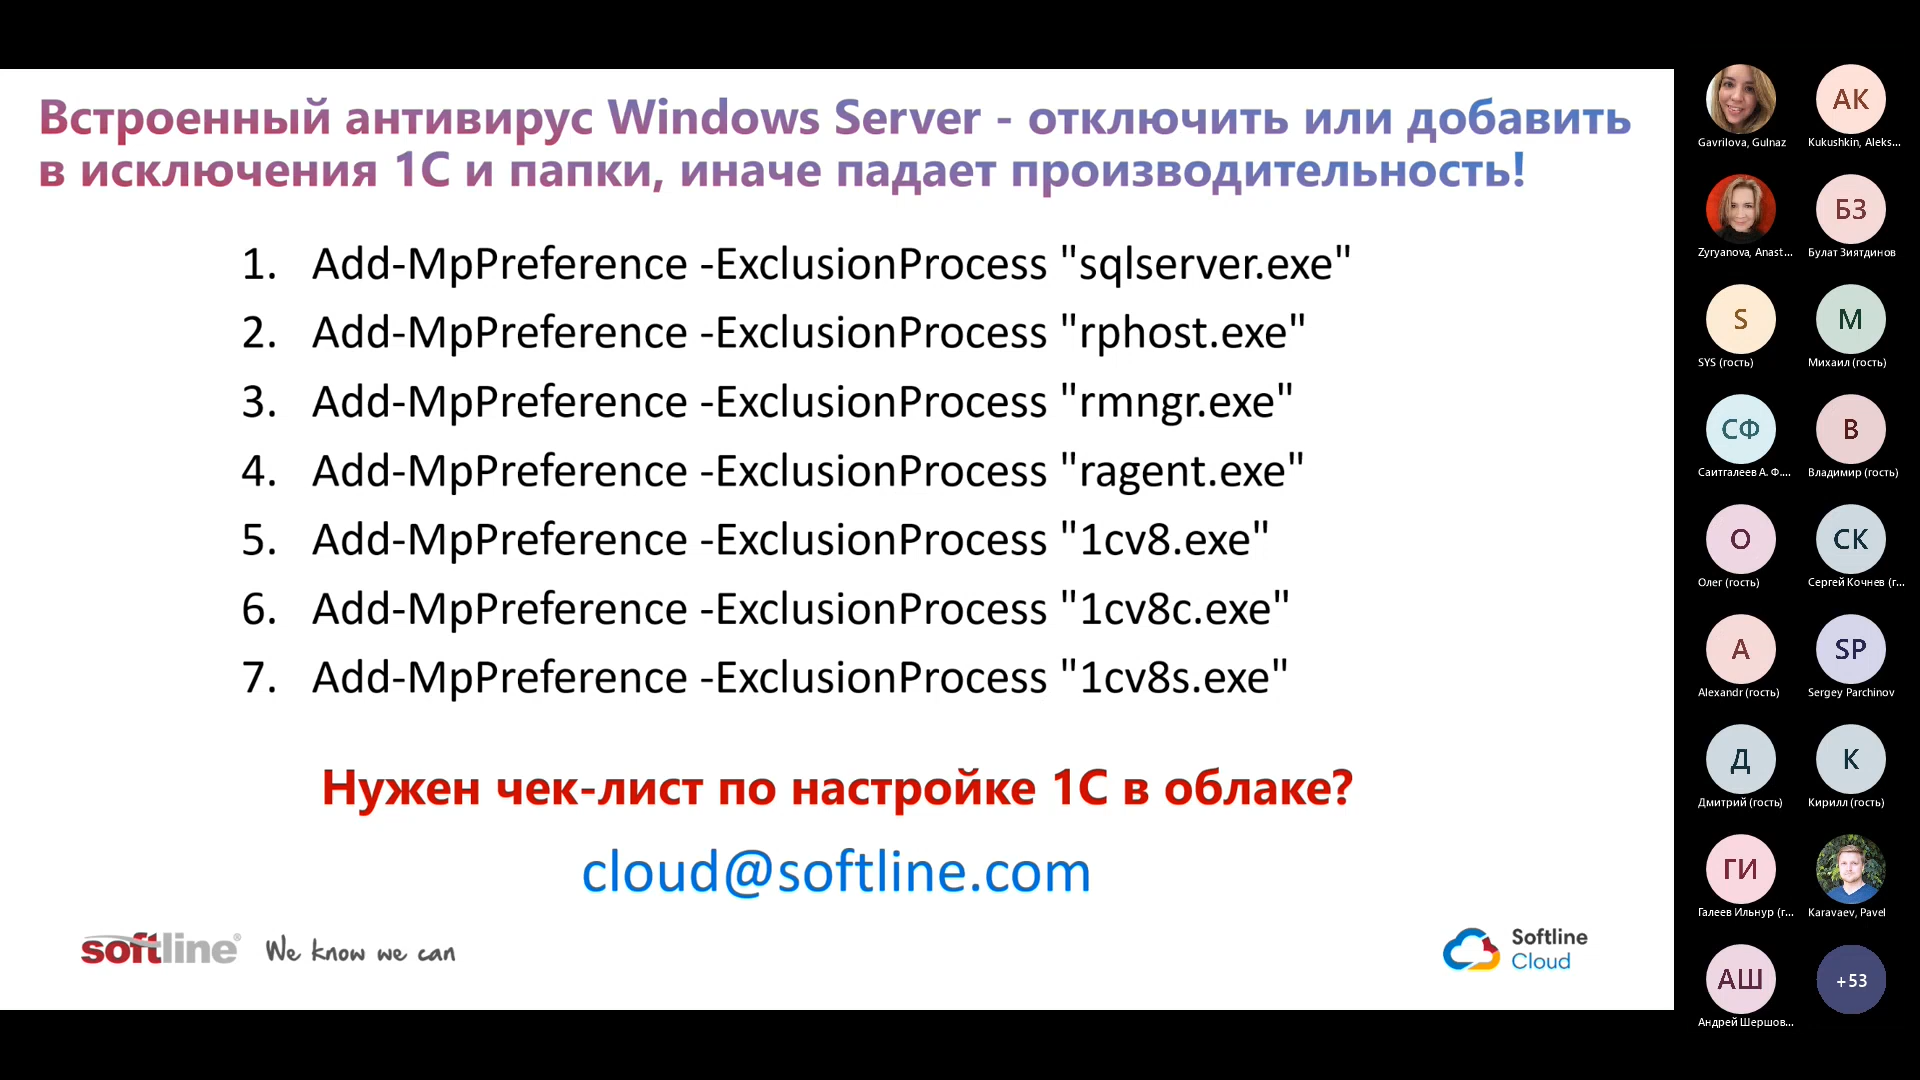 Встроенный антивирус Windows Server - отключить или добавить
в исключения 1С и папки, иначе падает производительность!
1. Add-MpPreference -ExclusionProcess "sqlserver.exe"
2. Add-MpPreference -ExclusionProcess "rphost.exe"
3. Add-MpPreference -ExclusionProcess "rmngr.exe"
4. Add-MpPreference -ExclusionProcess "ragent.exe"
5. Add-MpPreference -ExclusionProcess "1cv8.exe"
6. Add-MpPreference -ExclusionProcess "1cv8c.exe"
7. Add-MpPreference -ExclusionProcess "1cv8s.exe"
Нужен чек-лист по настройке 1С в облаке?
cloud@softline.com
softline® We know we can
Softline
Cloud
АК
Gavrilova, Gulnaz
Kukushkin, Aleks...
БЗ
Zyryanova, Anast...
Булат Зиятдинов
S
М
SYS (гость)
Михаил (гость)
СФ
В
Саитгалеев А. Ф....
Владимир (гость)
О
СК
Олег (гость)
Сергей Кочнев (г...
A
SP
Alexandr (гость)
Sergey Parchinov
Д
К
Дмитрий (гость)
Кирилл (гость)
ГИ
Галеев Ильнур (г...
Karavaev, Pavel
АШ
+53
Андрей Шершов...